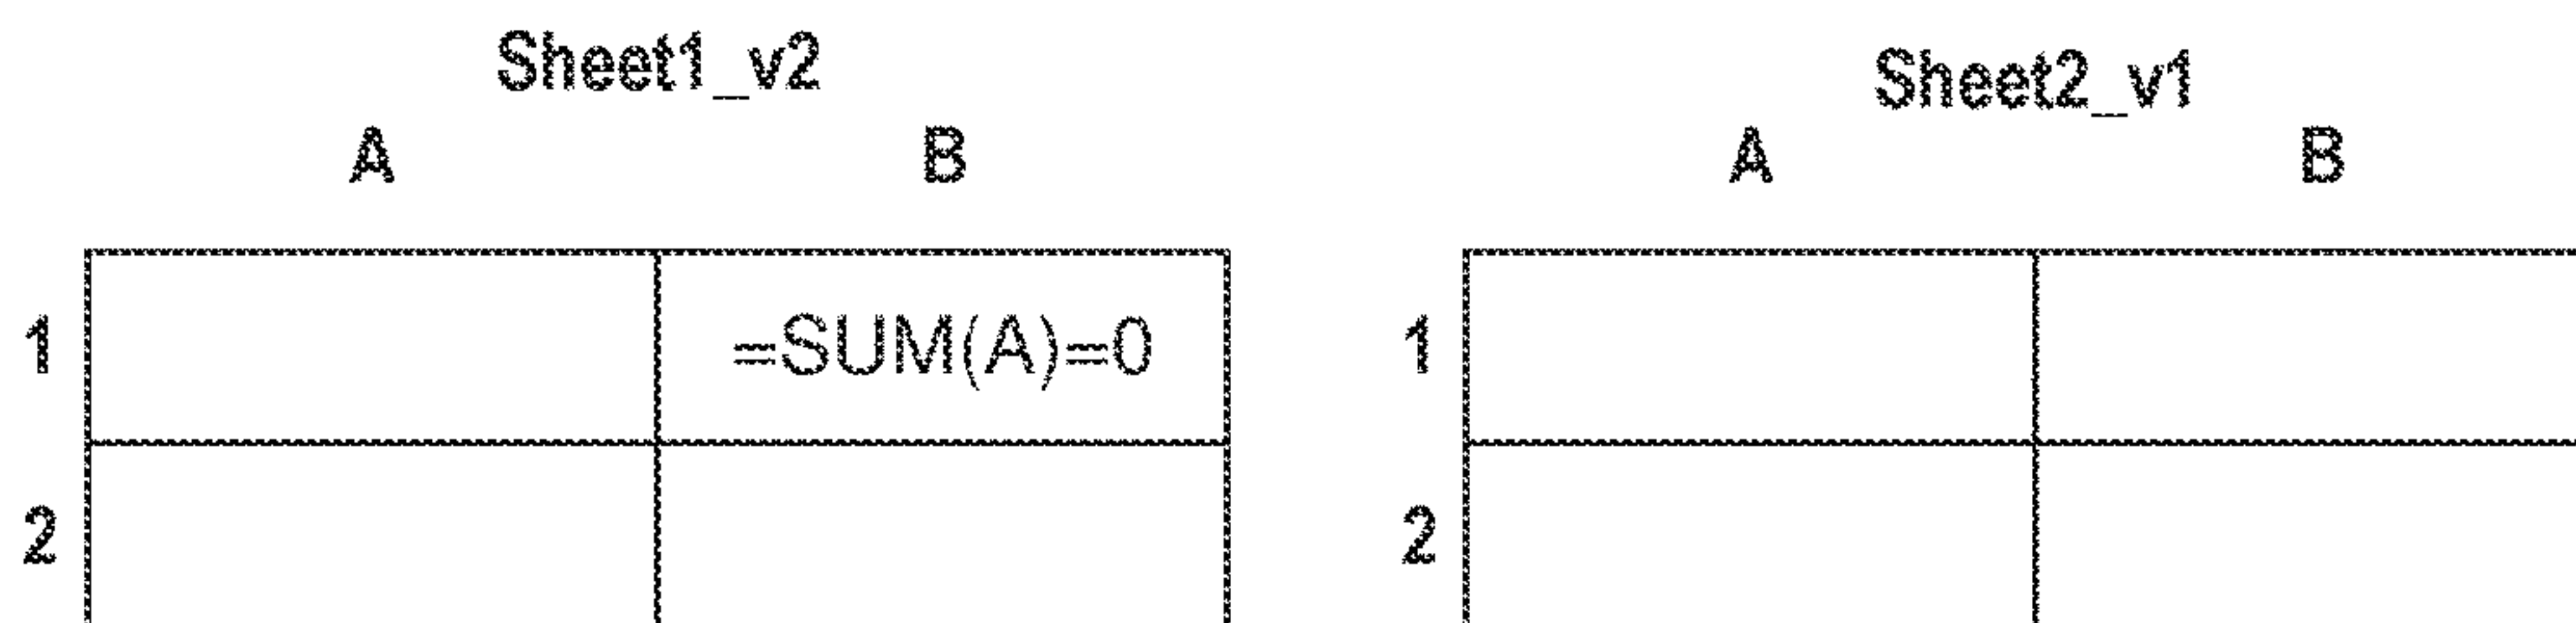 Sheet1_v2 Sheet2_v1
A B A B
1 =SUM(A)=0 1
2 2